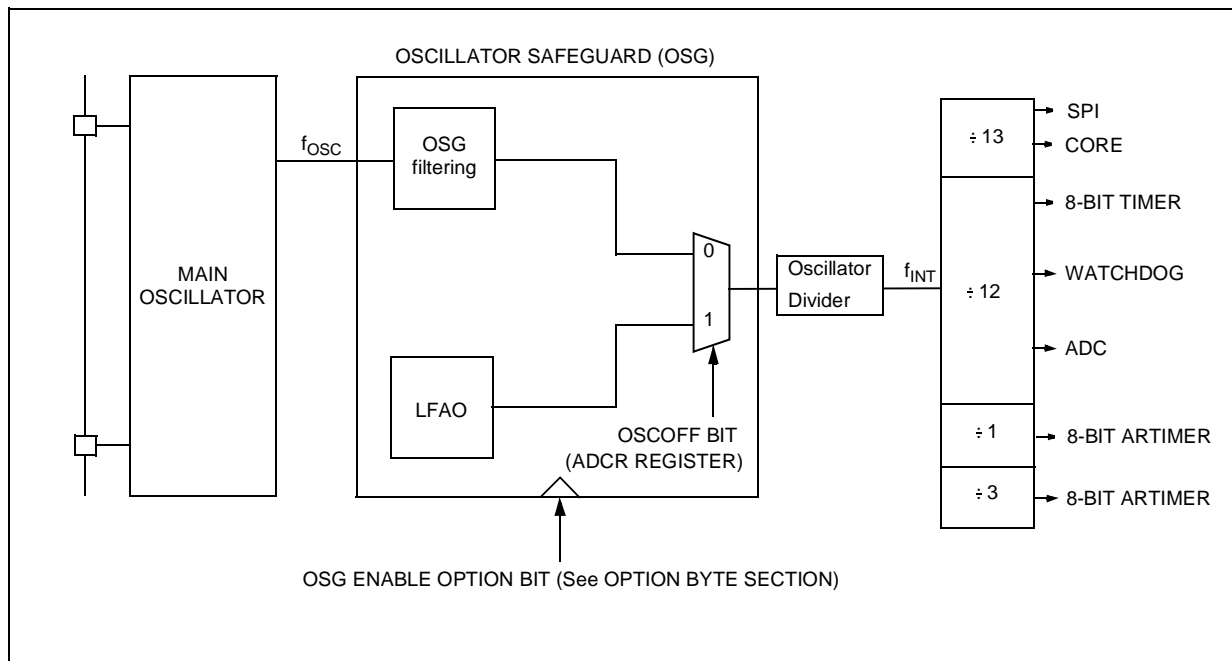 OSCILLATOR SAFEGUARD (OSG)
MAIN
OSCILLATOR
fOSC
OSG
filtering
LFAO
0
1
OSCOFF BIT
(ADCR REGISTER)
OSG ENABLE OPTION BIT (See OPTION BYTE SECTION)
Oscillator
Divider
fINT
÷ 13
÷ 12
÷ 1
÷ 3
SPI
CORE
8-BIT TIMER
WATCHDOG
ADC
8-BIT ARTIMER
8-BIT ARTIMER